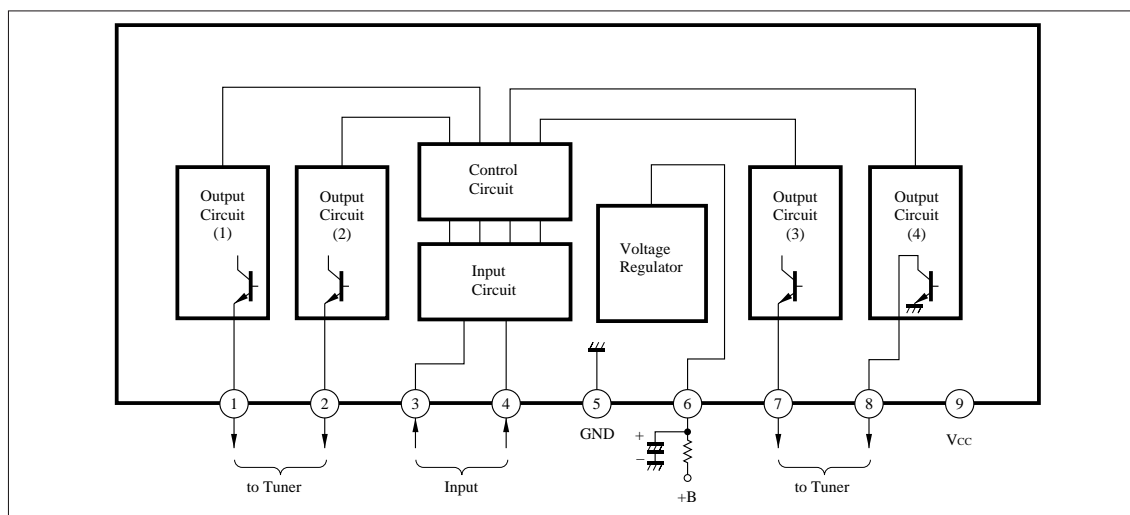 Control
Circuit
Output
Circuit
(1)
Output
Circuit
(2)
Input
Circuit
Voltage
Regulator
Output
Circuit
(3)
Output
Circuit
(4)
1
2
3
4
5
6
7
8
9
GND
+
−
+B
VCC
to Tuner
Input
to Tuner